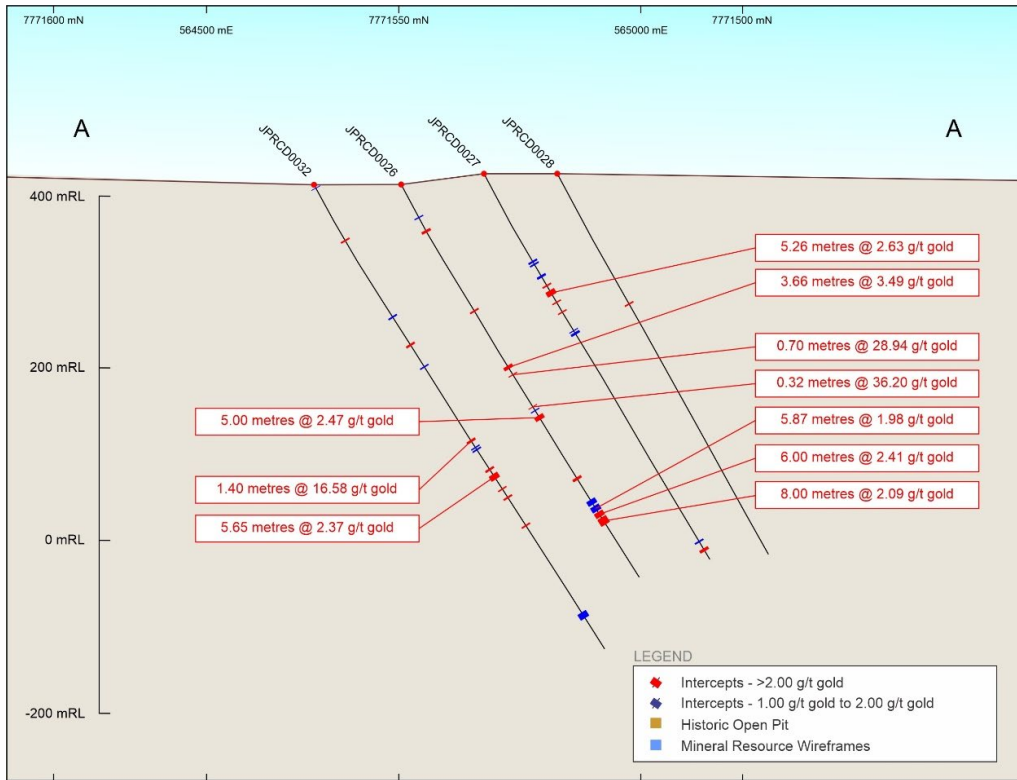 7771600 mN
7771550 mN
7771500 mN
564500 mE
565000 mE
A
A
JPRCD0032
JPRCD0026
JPRCD0027
JPRCD0028
400 mRL
200 mRL
0 mRL
-200 mRL
5.26 metres @ 2.63 g/t gold
3.66 metres @ 3.49 g/t gold
0.70 metres @ 28.94 g/t gold
0.32 metres @ 36.20 g/t gold
5.87 metres @ 1.98 g/t gold
6.00 metres @ 2.41 g/t gold
8.00 metres @ 2.09 g/t gold
5.00 metres @ 2.47 g/t gold
1.40 metres @ 16.58 g/t gold
5.65 metres @ 2.37 g/t gold
LEGEND
Intercepts - >2.00 g/t gold
Intercepts - 1.00 g/t gold to 2.00 g/t gold
Historic Open Pit
Mineral Resource Wireframes